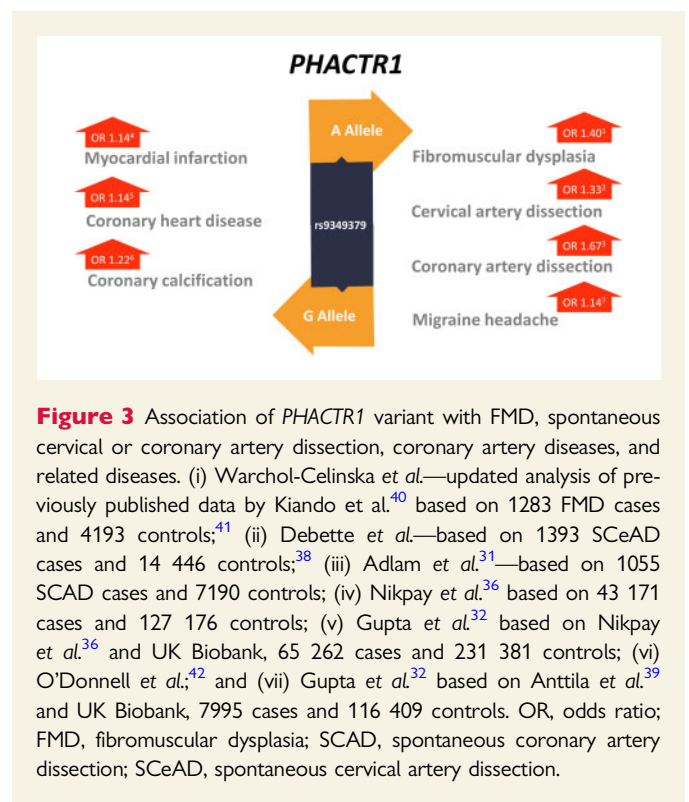 PHACTR1
A Allele
rs9349379
G Allele
OR 1.14⁴
Myocardial infarction
OR 1.14⁵
Coronary heart disease
OR 1.22⁶
Coronary calcification
OR 1.40¹
Fibromuscular dysplasia
OR 1.33²
Cervical artery dissection
OR 1.67³
Coronary artery dissection
OR 1.14⁷
Migraine headache
Figure 3 Association of PHACTR1 variant with FMD, spontaneous
cervical or coronary artery dissection, coronary artery diseases, and
related diseases. (i) Warchol-Celinska et al.—updated analysis of pre-
viously published data by Kiando et al.⁴⁰ based on 1283 FMD cases
and 4193 controls;⁴¹ (ii) Debette et al.—based on 1393 SCeAD
cases and 14 446 controls;³⁸ (iii) Adlam et al.³¹—based on 1055
SCAD cases and 7190 controls; (iv) Nikpay et al.³⁶ based on 43 171
cases and 127 176 controls; (v) Gupta et al.³² based on Nikpay
et al.³⁶ and UK Biobank, 65 262 cases and 231 381 controls; (vi)
O'Donnell et al.;⁴² and (vii) Gupta et al.³² based on Anttila et al.³⁹
and UK Biobank, 7995 cases and 116 409 controls. OR, odds ratio;
FMD, fibromuscular dysplasia; SCAD, spontaneous coronary artery
dissection; SCeAD, spontaneous cervical artery dissection.